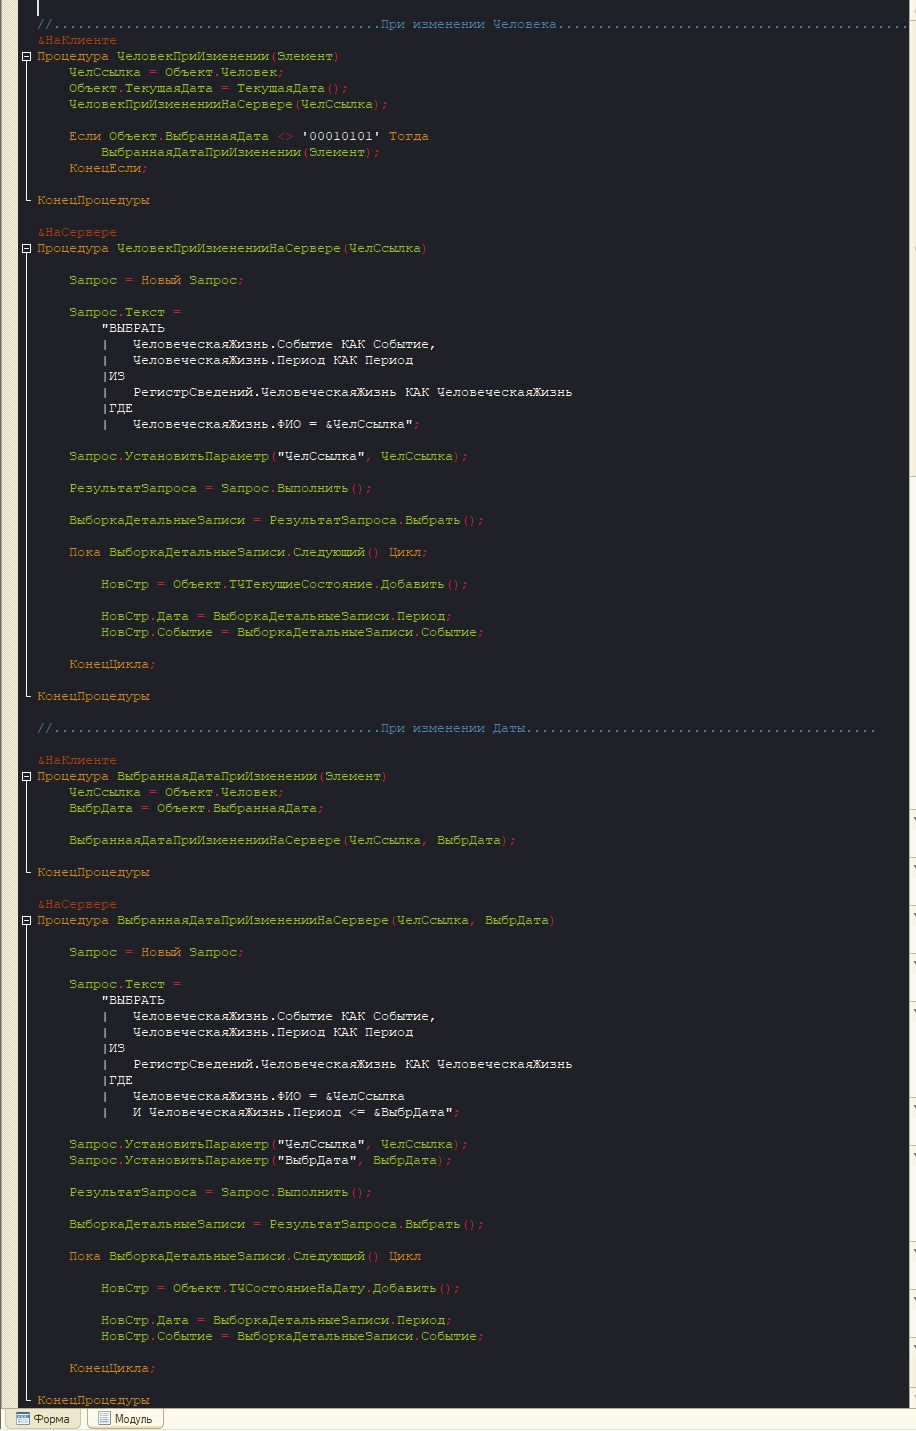 //.........................................При изменении Человека............................................
&НаКлиенте
Процедура ЧеловекПриИзменении(Элемент)
    ЧелСсылка = Объект.Человек;
    Объект.ТекущаяДата = ТекущаяДата();
    ЧеловекПриИзмененииНаСервере(ЧелСсылка);

    Если Объект.ВыбраннаяДата <> '00010101' Тогда
        ВыбраннаяДатаПриИзменении(Элемент);
    КонецЕсли;

КонецПроцедуры

&НаСервере
Процедура ЧеловекПриИзмененииНаСервере(ЧелСсылка)

    Запрос = Новый Запрос;

    Запрос.Текст =
        "ВЫБРАТЬ
        |   ЧеловеческаяЖизнь.Событие КАК Событие,
        |   ЧеловеческаяЖизнь.Период КАК Период
        |ИЗ
        |   РегистрСведений.ЧеловеческаяЖизнь КАК ЧеловеческаяЖизнь
        |ГДЕ
        |   ЧеловеческаяЖизнь.ФИО = &ЧелСсылка";

    Запрос.УстановитьПараметр("ЧелСсылка", ЧелСсылка);

    РезультатЗапроса = Запрос.Выполнить();

    ВыборкаДетальныеЗаписи = РезультатЗапроса.Выбрать();

    Пока ВыборкаДетальныеЗаписи.Следующий() Цикл;

        НовСтр = Объект.ТЧТекущиеСостояние.Добавить();

        НовСтр.Дата = ВыборкаДетальныеЗаписи.Период;
        НовСтр.Событие = ВыборкаДетальныеЗаписи.Событие;

    КонецЦикла;

КонецПроцедуры

//.........................................При изменении Даты............................................

&НаКлиенте
Процедура ВыбраннаяДатаПриИзменении(Элемент)
    ЧелСсылка = Объект.Человек;
    ВыбрДата = Объект.ВыбраннаяДата;

    ВыбраннаяДатаПриИзмененииНаСервере(ЧелСсылка, ВыбрДата);

КонецПроцедуры

&НаСервере
Процедура ВыбраннаяДатаПриИзмененииНаСервере(ЧелСсылка, ВыбрДата)

    Запрос = Новый Запрос;

    Запрос.Текст =
        "ВЫБРАТЬ
        |   ЧеловеческаяЖизнь.Событие КАК Событие,
        |   ЧеловеческаяЖизнь.Период КАК Период
        |ИЗ
        |   РегистрСведений.ЧеловеческаяЖизнь КАК ЧеловеческаяЖизнь
        |ГДЕ
        |   ЧеловеческаяЖизнь.ФИО = &ЧелСсылка
        |   И ЧеловеческаяЖизнь.Период <= &ВыбрДата";

    Запрос.УстановитьПараметр("ЧелСсылка", ЧелСсылка);
    Запрос.УстановитьПараметр("ВыбрДата", ВыбрДата);

    РезультатЗапроса = Запрос.Выполнить();

    ВыборкаДетальныеЗаписи = РезультатЗапроса.Выбрать();

    Пока ВыборкаДетальныеЗаписи.Следующий() Цикл

        НовСтр = Объект.ТЧСостояниеНаДату.Добавить();

        НовСтр.Дата = ВыборкаДетальныеЗаписи.Период;
        НовСтр.Событие = ВыборкаДетальныеЗаписи.Событие;

    КонецЦикла;

КонецПроцедуры
Форма Модуль